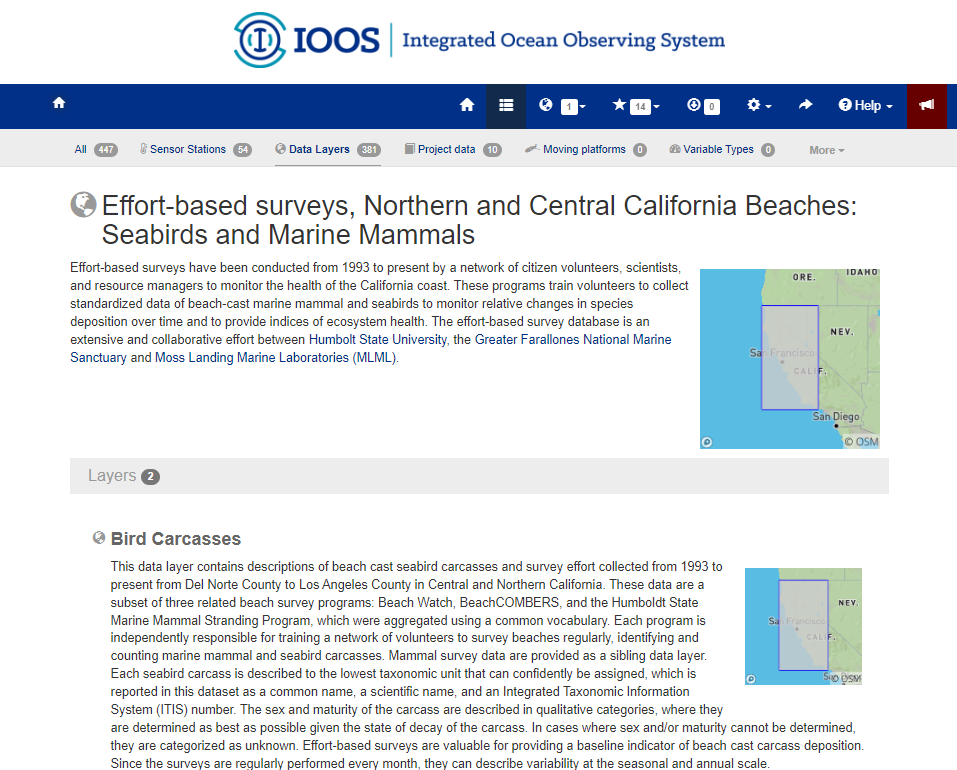 IOOS | Integrated Ocean Observing System
1 14 0 Help
All 447 Sensor Stations 54 Data Layers 381 Project data 10 Moving platforms 0 Variable Types 0 More
Effort-based surveys, Northern and Central California Beaches:
Seabirds and Marine Mammals
Effort-based surveys have been conducted from 1993 to present by a network of citizen volunteers, scientists,
and resource managers to monitor the health of the California coast. These programs train volunteers to collect
standardized data of beach-cast marine mammal and seabirds to monitor relative changes in species
deposition over time and to provide indices of ecosystem health. The effort-based survey database is an
extensive and collaborative effort between Humbolt State University, the Greater Farallones National Marine
Sanctuary and Moss Landing Marine Laboratories (MLML).
ORE. IDAHO
NEV.
San Francisco
CALIF.
San Diego
© OSM
Layers 2
Bird Carcasses
This data layer contains descriptions of beach cast seabird carcasses and survey effort collected from 1993 to
present from Del Norte County to Los Angeles County in Central and Northern California. These data are a
subset of three related beach survey programs: Beach Watch, BeachCOMBERS, and the Humboldt State
Marine Mammal Stranding Program, which were aggregated using a common vocabulary. Each program is
independently responsible for training a network of volunteers to survey beaches regularly, identifying and
counting marine mammal and seabird carcasses. Mammal survey data are provided as a sibling data layer.
Each seabird carcass is described to the lowest taxonomic unit that can confidently be assigned, which is
reported in this dataset as a common name, a scientific name, and an Integrated Taxonomic Information
System (ITIS) number. The sex and maturity of the carcass are described in qualitative categories, where they
are determined as best as possible given the state of decay of the carcass. In cases where sex and/or maturity cannot be determined,
they are categorized as unknown. Effort-based surveys are valuable for providing a baseline indicator of beach cast carcass deposition.
Since the surveys are regularly performed every month, they can describe variability at the seasonal and annual scale.
NEV.
San Francisco
CALIF.
© OSM